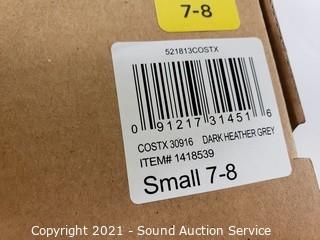 7-8
521813COSTX
0 91217 31451 6
COSTX 30916 DARK HEATHER GREY
ITEM# 1418539
Small 7-8
Copyright 2021 - Sound Auction Service